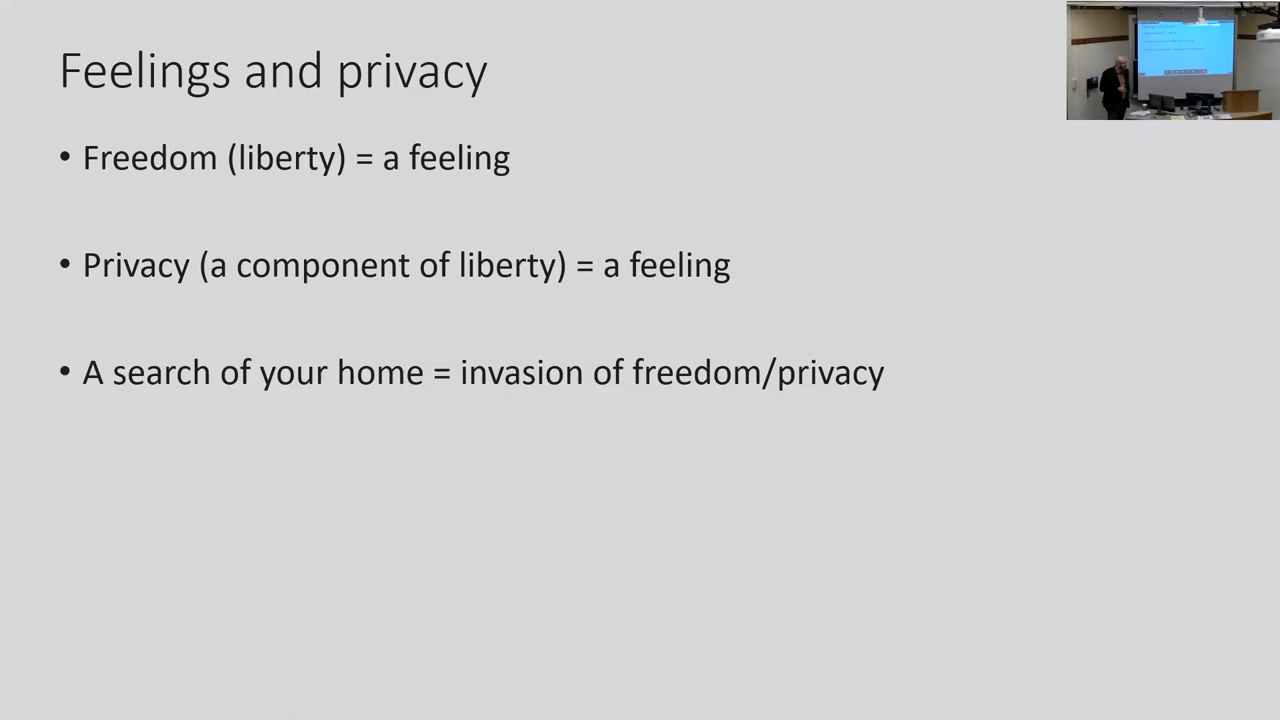 Feelings and privacy
• Freedom (liberty) = a feeling
• Privacy (a component of liberty) = a feeling
• A search of your home = invasion of freedom/privacy